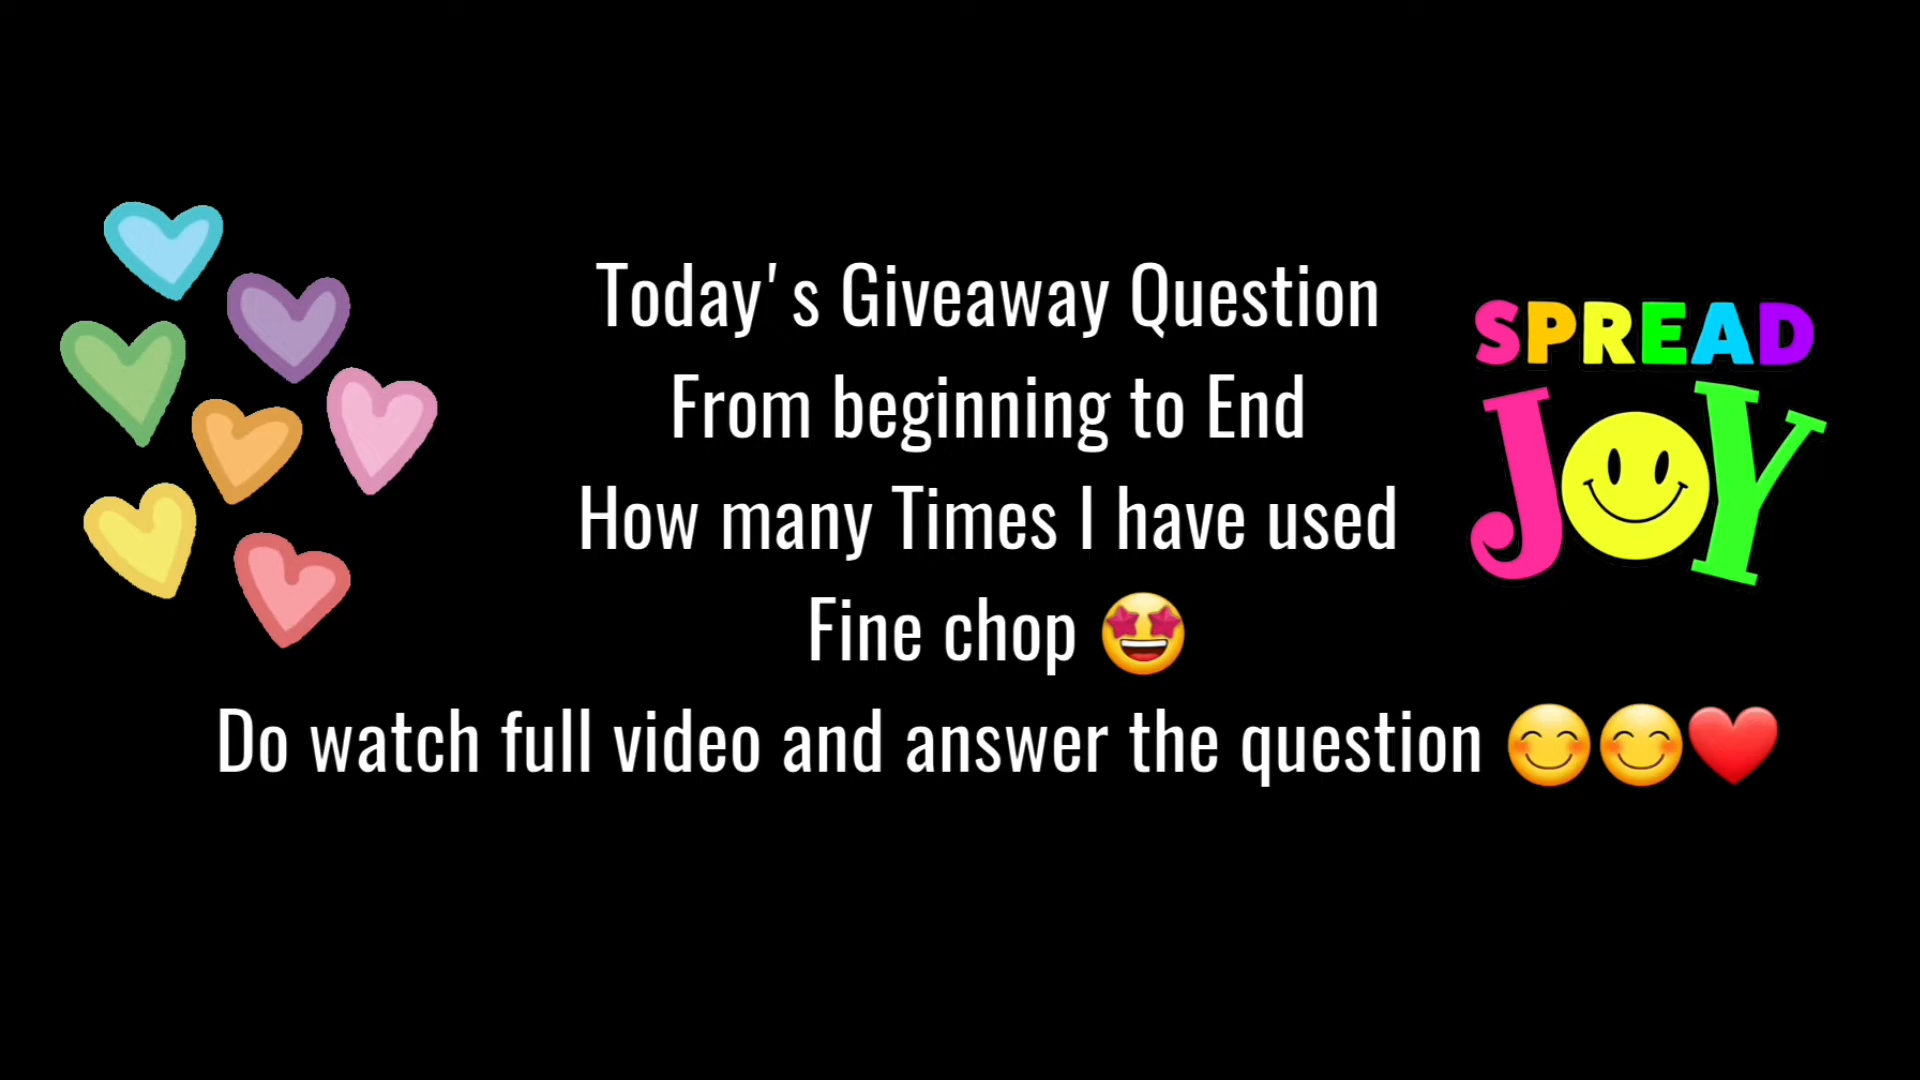 Today's Giveaway Question
From beginning to End
How many Times I have used
Fine chop 🤩
Do watch full video and answer the question 😊😊❤️
SPREAD
JOY